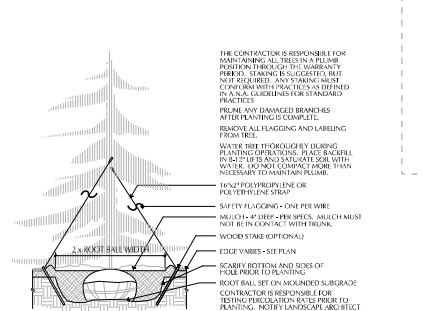 THE CONTRACTOR IS RESPONSIBLE FOR
MAINTAINING ALL TREES IN A PLUMB
POSITION THROUGH THE WARRANTY
PERIOD. STAKING IS SUGGESTED, BUT
NOT REQUIRED. ANY STAKING MUST
CONFORM WITH PRACTICES AS DEFINED
IN A.N.A. GUIDELINES FOR STANDARD
PRACTICES
PRUNE ANY DAMAGED BRANCHES
AFTER PLANTING IS COMPLETE.
REMOVE ALL FLAGGING AND LABELING
FROM TREE.
WATER TREE THOROUGHLY DURING
PLANTING OPERATIONS. PLACE BACKFILL
IN 8-12" LIFTS AND SATURATE SOIL WITH
WATER. DO NOT COMPACT MORE THAN
NECESSARY TO MAINTAIN PLUMB.
16"x2" POLYPROPYLENE OR
POLYETHYLENE STRAP
SAFETY FLAGGING - ONE PER WIRE
MULCH - 4" DEEP - PER SPECS. MULCH MUST
NOT BE IN CONTACT WITH TRUNK.
WOOD STAKE (OPTIONAL)
2 x ROOT BALL WIDTH
EDGE VARIES - SEE PLAN
SCARIFY BOTTOM AND SIDES OF
HOLE PRIOR TO PLANTING
ROOT BALL SET ON MOUNDED SUBGRADE
CONTRACTOR IS RESPONSIBLE FOR
TESTING PERCOLATION RATES PRIOR TO
PLANTING. NOTIFY LANDSCAPE ARCHITECT